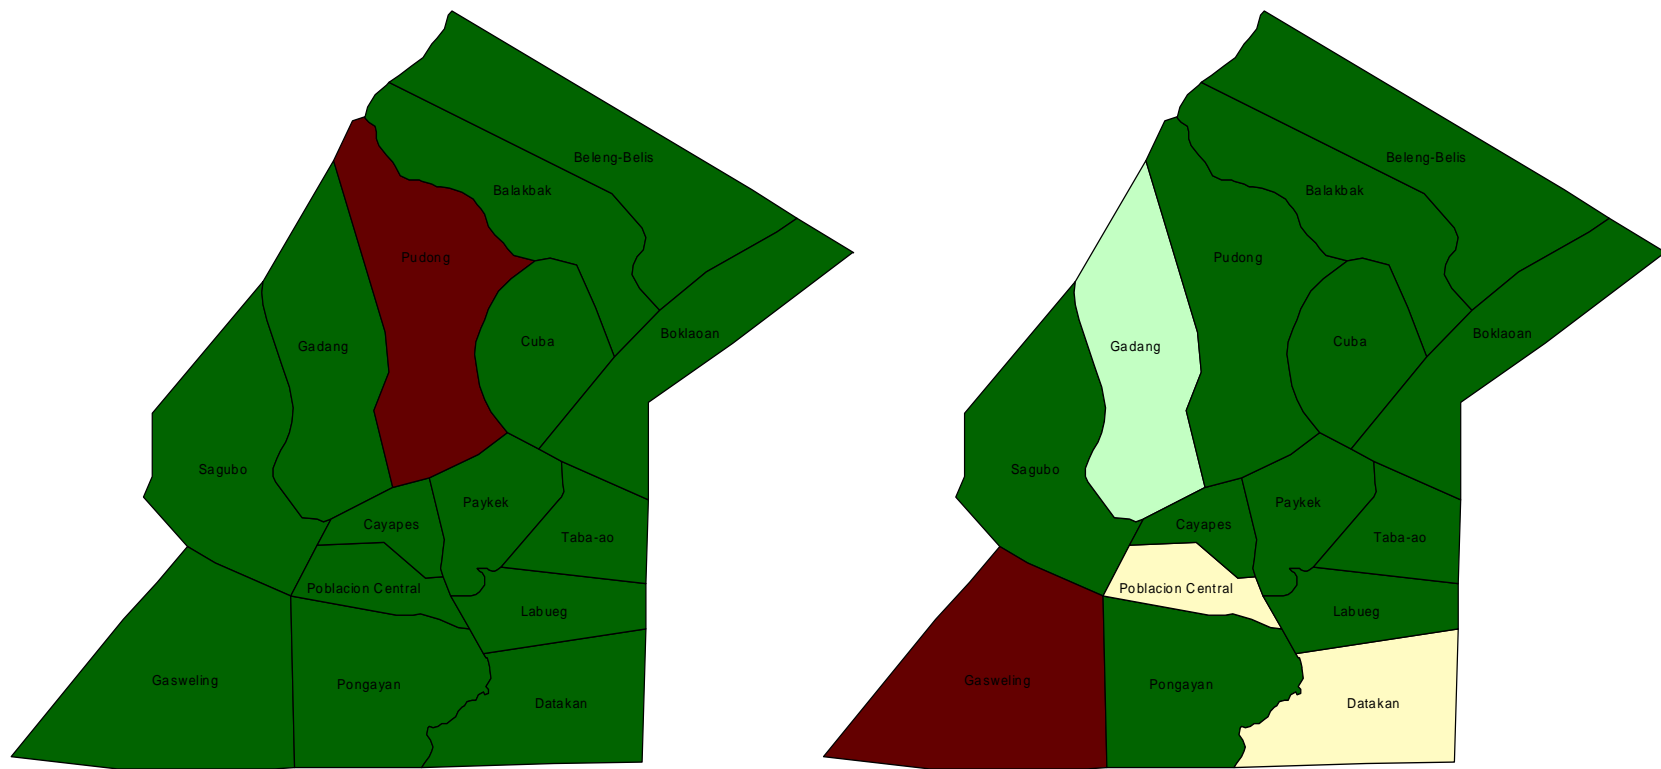 Beleng-Belis
Balakbak
Pudong
Boklaoan
Cuba
Gadang
Sagubo
Paykek
Cayapes
Taba-ao
Poblacion Central
Labueg
Gasweling
Pongayan
Datakan
Beleng-Belis
Balakbak
Pudong
Boklaoan
Cuba
Gadang
Sagubo
Paykek
Cayapes
Taba-ao
Poblacion Central
Labueg
Gasweling
Pongayan
Datakan